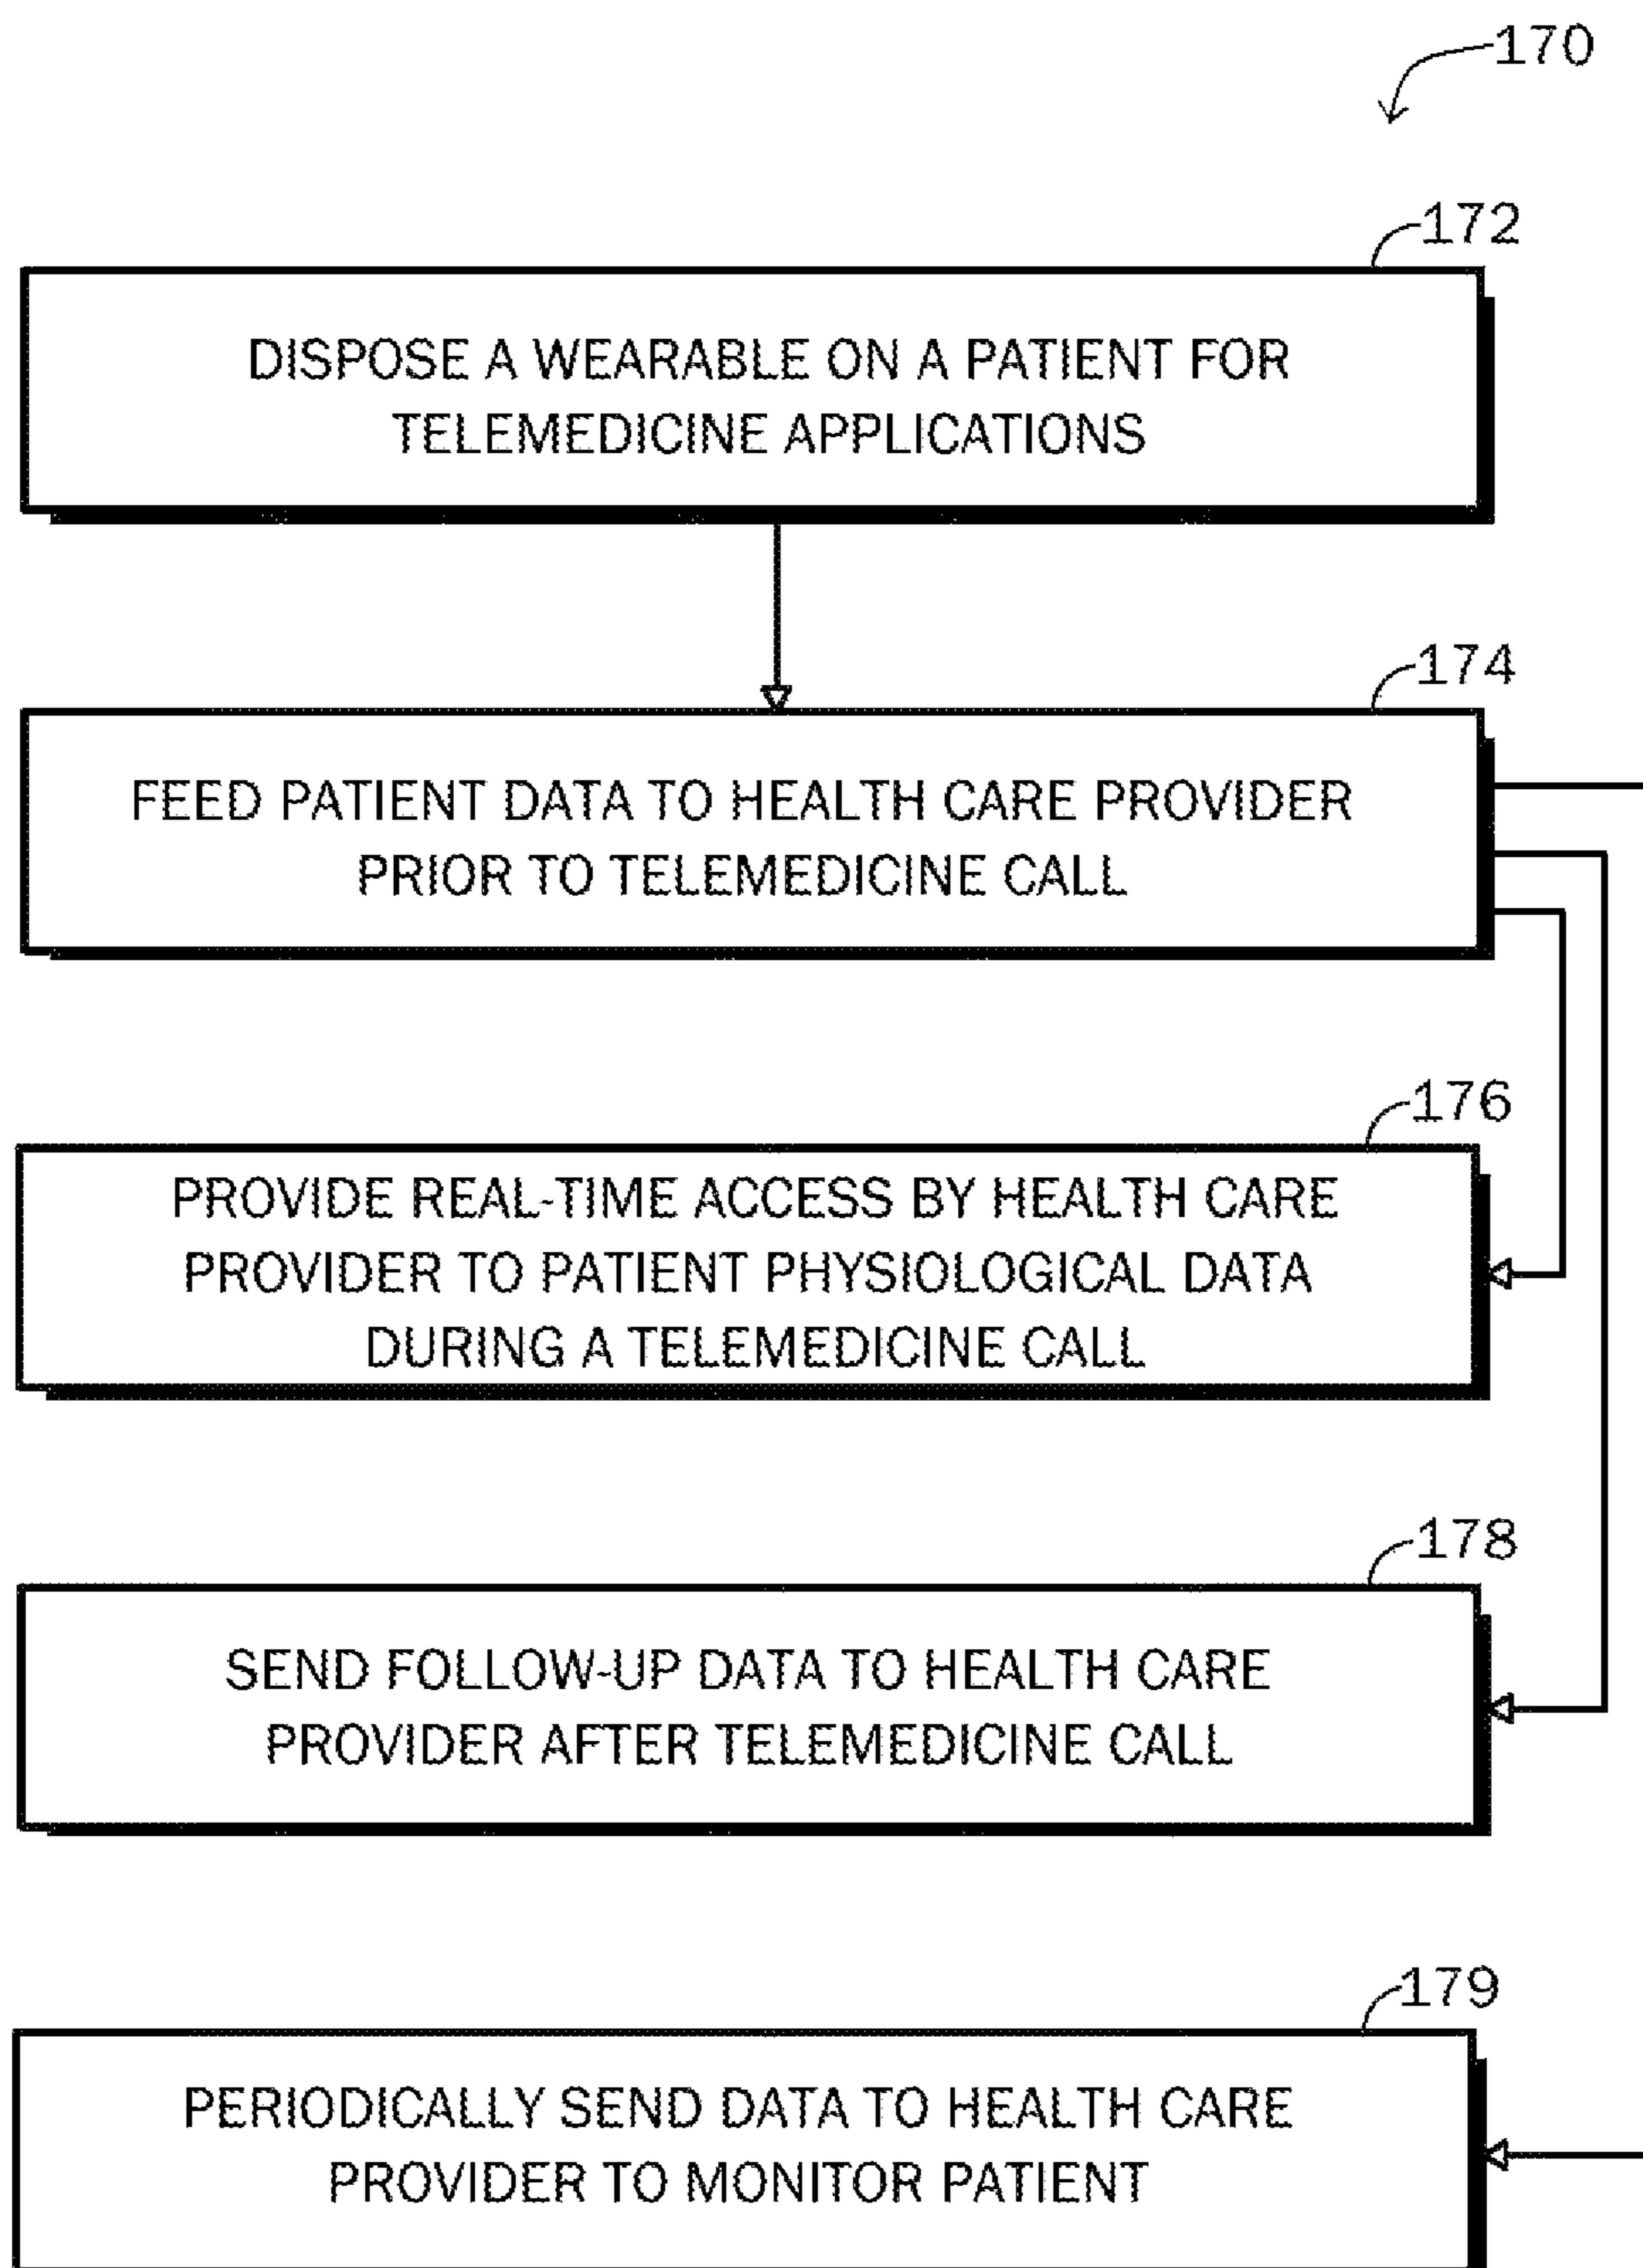 170
172
DISPOSE A WEARABLE ON A PATIENT FOR
TELEMEDICINE APPLICATIONS
174
FEED PATIENT DATA TO HEALTH CARE PROVIDER
PRIOR TO TELEMEDICINE CALL
176
PROVIDE REAL-TIME ACCESS BY HEALTH CARE
PROVIDER TO PATIENT PHYSIOLOGICAL DATA
DURING A TELEMEDICINE CALL
178
SEND FOLLOW-UP DATA TO HEALTH CARE
PROVIDER AFTER TELEMEDICINE CALL
179
PERIODICALLY SEND DATA TO HEALTH CARE
PROVIDER TO MONITOR PATIENT